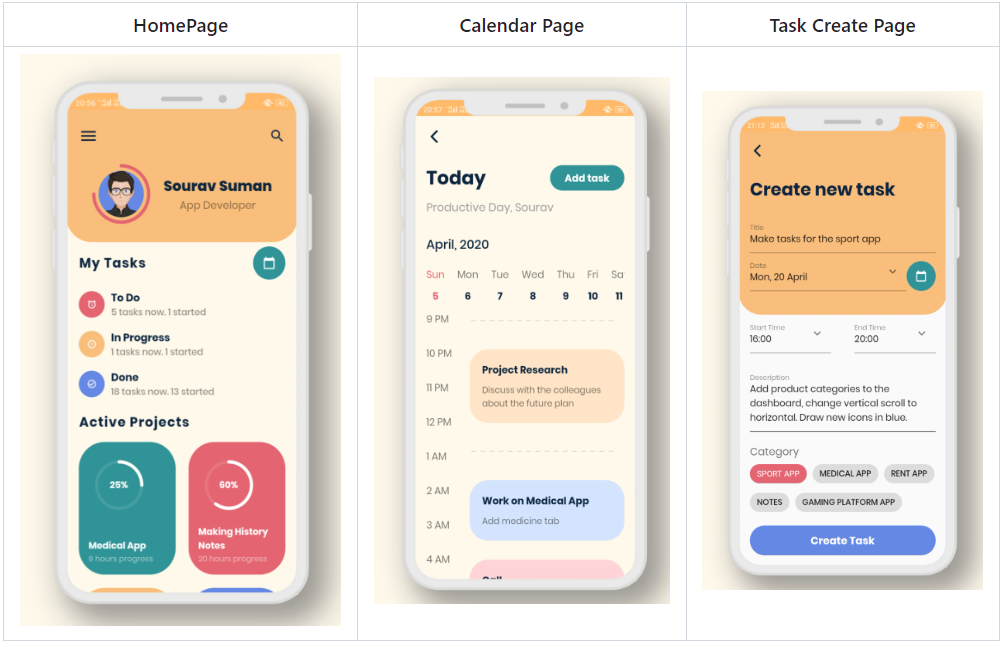 HomePage
Calendar Page
Task Create Page
20:56
Sourav Suman
App Developer
My Tasks
To Do
5 tasks now. 1 started
In Progress
1 tasks now. 1 started
Done
18 tasks now. 13 started
Active Projects
25%
Medical App
9 hours progress
60%
Making History
Notes
20 hours progress
20:57
Today
Add task
Productive Day, Sourav
April, 2020
Sun Mon Tue Wed Thu Fri Sa
5 6 7 8 9 10 11
9 PM
10 PM
Project Research
11 PM
Discuss with the colleagues
about the future plan
12 PM
1 AM
2 AM
Work on Medical App
Add medicine tab
3 AM
4 AM
Call
Create new task
Title
Make tasks for the sport app
Date
Mon, 20 April
Start Time
16:00
End Time
20:00
Description
Add product categories to the
dashboard, change vertical scroll to
horizontal. Draw new icons in blue.
Category
SPORT APP
MEDICAL APP
RENT APP
NOTES
GAMING PLATFORM APP
Create Task